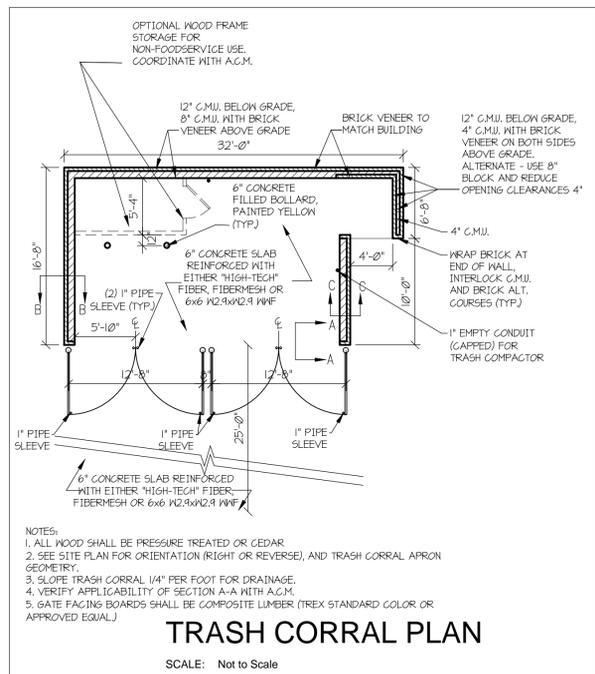 OPTIONAL WOOD FRAME
STORAGE FOR
NON-FOODSERVICE USE.
COORDINATE WITH A.C.M.
12" C.M.U. BELOW GRADE,
8" C.M.U. WITH BRICK
VENEER ABOVE GRADE
BRICK VENEER TO
MATCH BUILDING
12" C.M.U. BELOW GRADE,
4" C.M.U. WITH BRICK
VENEER ON BOTH SIDES
ABOVE GRADE.
ALTERNATE - USE 8"
BLOCK AND REDUCE
OPENING CLEARANCES 4"
32'-0"
5'-4"
12"
6" CONCRETE
FILLED BOLLARD,
PAINTED YELLOW
(TYP.)
6'-8"
4" C.M.U.
16'-8"
6" CONCRETE SLAB
REINFORCED WITH
EITHER "HIGH-TECH"
FIBER, FIBERMESH OR
6x6 W2.9xW2.9 WWF
4'-0"
10'-0"
WRAP BRICK AT
END OF WALL,
INTERLOCK C.M.U.
AND BRICK ALT.
COURSES (TYP.)
B
B
(2) 1" PIPE
SLEEVE (TYP.)
C
C
5'-10"
A
A
1" EMPTY CONDUIT
(CAPPED) FOR
TRASH COMPACTOR
12'-8"
8"
12'-8"
25'-0"
1" PIPE
SLEEVE
1" PIPE
SLEEVE
1" PIPE
SLEEVE
6" CONCRETE SLAB REINFORCED
WITH EITHER "HIGH-TECH" FIBER,
FIBERMESH OR 6x6 W2.9xW2.9 WWF
NOTES:
1. ALL WOOD SHALL BE PRESSURE TREATED OR CEDAR
2. SEE SITE PLAN FOR ORIENTATION (RIGHT OR REVERSE), AND TRASH CORRAL APRON
GEOMETRY.
3. SLOPE TRASH CORRAL 1/4" PER FOOT FOR DRAINAGE.
4. VERIFY APPLICABILITY OF SECTION A-A WITH A.C.M.
5. GATE FACING BOARDS SHALL BE COMPOSITE LUMBER (TREX STANDARD COLOR OR
APPROVED EQUAL.)
TRASH CORRAL PLAN
SCALE: Not to Scale